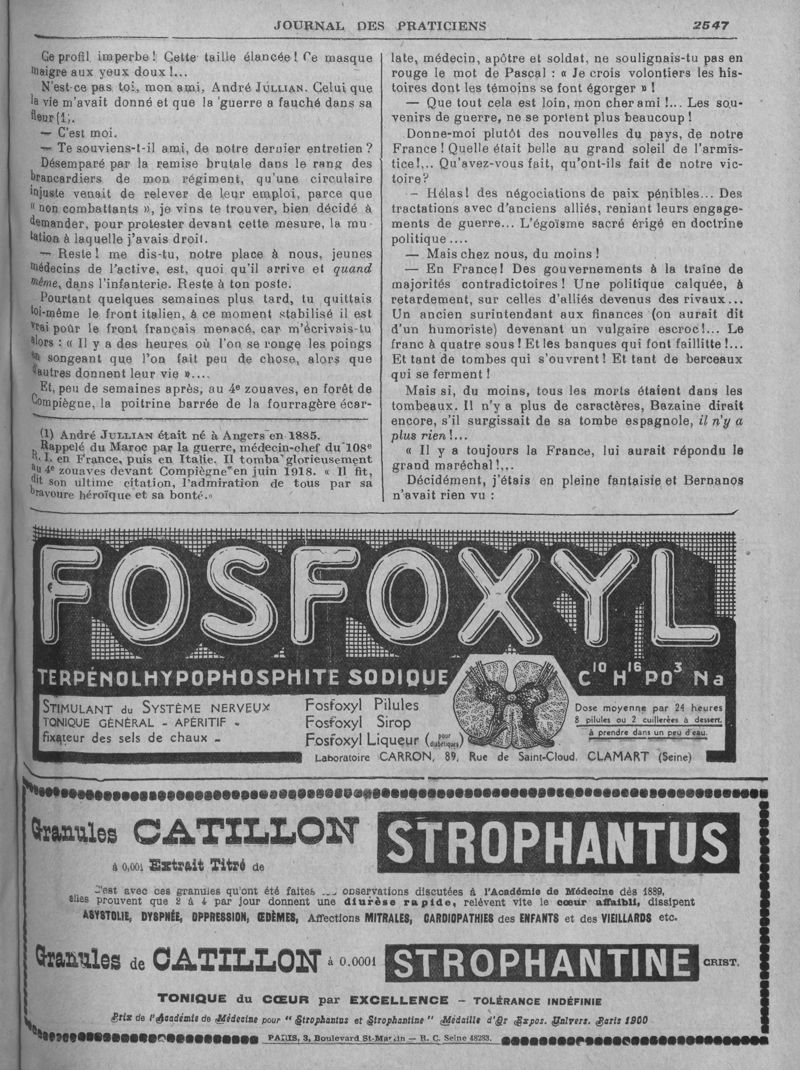 JOURNAL DES PRATICIENS
2547
Ce profil imperbe! Cette taille élancée! Ce masque
maigre aux yeux doux!...
N'est-ce pas toi, mon ami, André JULLIAN. Celui que
la vie m'avait donné et que la guerre a fauché dans sa
fleur (1).
— C'est moi.
— Te souviens-t-il ami, de notre dernier entretien?
Désemparé par la remise brutale dans le rang des
brancardiers de mon régiment, qu'une circulaire
injuste venait de relever de leur emploi, parce que
« non combattants », je vins te trouver, bien décidé à
demander, pour protester devant cette mesure, la mu-
tation à laquelle j'avais droit.
— Reste! me dis-tu, notre place à nous, jeunes
médecins de l'active, est, quoi qu'il arrive et quand
même, dans l'infanterie. Reste à ton poste.
Pourtant quelques semaines plus tard, tu quittais
toi-même le front italien, à ce moment stabilisé il est
vrai pour le front français menacé, car m'écrivais-tu
alors : « Il y a des heures où l'on se ronge les poings
en songeant que l'on fait peu de chose, alors que
d'autres donnent leur vie »....
Et, peu de semaines après, au 4e zouaves, en forêt de
Compiègne, la poitrine barrée de la fourragère écar-
(1) André JULLIAN était né à Angers en 1885.
Rappelé du Maroc par la guerre, médecin-chef du 108e
R. I. en France, puis en Italie. Il tomba glorieusement
au 4e zouaves devant Compiègne en juin 1918. « Il fit,
dit son ultime citation, l'admiration de tous par sa
bravoure héroïque et sa bonté. »
late, médecin, apôtre et soldat, ne soulignais-tu pas en
rouge le mot de Pascal : « Je crois volontiers les his-
toires dont les témoins se font égorger » !
— Que tout cela est loin, mon cher ami!... Les sou-
venirs de guerre, ne se portent plus beaucoup!
Donne-moi plutôt des nouvelles du pays, de notre
France! Quelle était belle au grand soleil de l'armis-
tice!... Qu'avez-vous fait, qu'ont-ils fait de notre vic-
toire?
— Hélas! des négociations de paix pénibles... Des
tractations avec d'anciens alliés, reniant leurs engage-
ments de guerre... L'égoïsme sacré érigé en doctrine
politique....
— Mais chez nous, du moins!
— En France! Des gouvernements à la traîne de
majorités contradictoires! Une politique calquée, à
retardement, sur celles d'alliés devenus des rivaux...
Un ancien surintendant aux finances (on aurait dit
d'un humoriste) devenant un vulgaire escroc!... Le
franc à quatre sous! Et les banques qui font faillitte!...
Et tant de tombes qui s'ouvrent! Et tant de berceaux
qui se ferment!
Mais si, du moins, tous les morts étaient dans les
tombeaux. Il n'y a plus de caractères, Bazaine dirait
encore, s'il surgissait de sa tombe espagnole, il n'y a
plus rien!...
« Il y a toujours la France, lui aurait répondu le
grand maréchal!...
Décidément, j'étais en pleine fantaisie et Bernanos
n'avait rien vu :
FOSFOXYL
TERPÉNOLHYPOPHOSPHITE SODIQUE
C10 H16 PO3 Na
STIMULANT du SYSTÈME NERVEUX
TONIQUE GÉNÉRAL - APÉRITIF -
fixateur des sels de chaux -
Fosfoxyl Pilules
Fosfoxyl Sirop
Fosfoxyl Liqueur (pour diabétiques)
Dose moyenne par 24 heures
8 pilules ou 2 cuillerées à dessert.
à prendre dans un peu d'eau.
Laboratoire CARRON, 89, Rue de Saint-Cloud. CLAMART (Seine)
Granules CATILLON
à 0,001 Extrait Titré de
STROPHANTUS
C'est avec ces granules qu'ont été faites observations discutées à l'Académie de Médecine dès 1889,
elles prouvent que 2 à 4 par jour donnent une diurèse rapide, relèvent vite le cœur affaibli, dissipent
ASYSTOLIE, DYSPNÉE, OPPRESSION, ŒDÈMES, Affections MITRALES, CARDIOPATHIES des ENFANTS et des VIEILLARDS etc.
Granules de CATILLON à 0.0001 STROPHANTINE CRIST.
TONIQUE du CŒUR par EXCELLENCE - TOLÉRANCE INDÉFINIE
Prix de l'Académie de Médecine pour "Strophantus et Strophantine" Médaille d'Or Expos. Univers. Paris 1900
PARIS, 3, Boulevard St-Martin — R. C. Seine 48283.